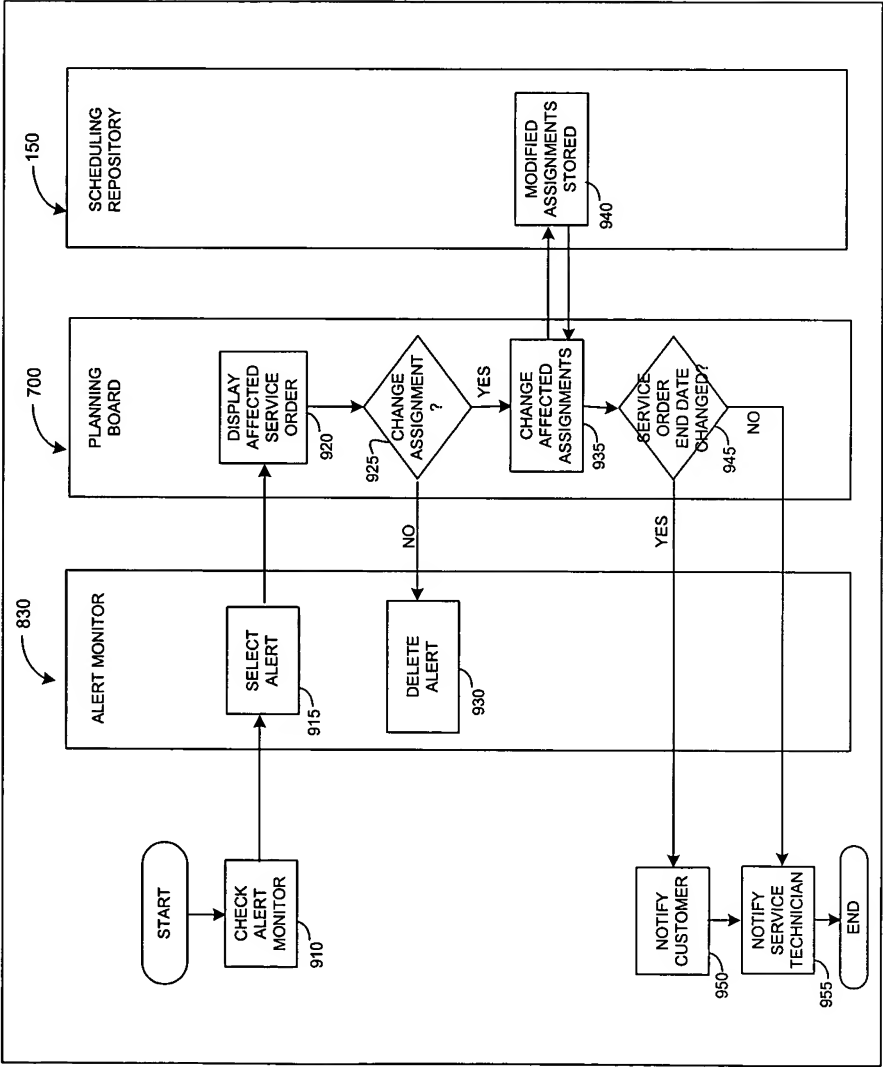 150
SCHEDULING
REPOSITORY
MODIFIED
ASSIGNMENTS
STORED
940
700
PLANNING
BOARD
DISPLAY
AFFECTED
SERVICE
ORDER
920
925
CHANGE
ASSIGNMENT
?
YES
NO
CHANGE
AFFECTED
ASSIGNMENTS
935
SERVICE
ORDER
END DATE
CHANGED?
945
NO
YES
830
ALERT MONITOR
SELECT
ALERT
915
DELETE
ALERT
930
START
CHECK
ALERT
MONITOR
910
NOTIFY
CUSTOMER
950
NOTIFY
SERVICE
TECHNICIAN
955
END